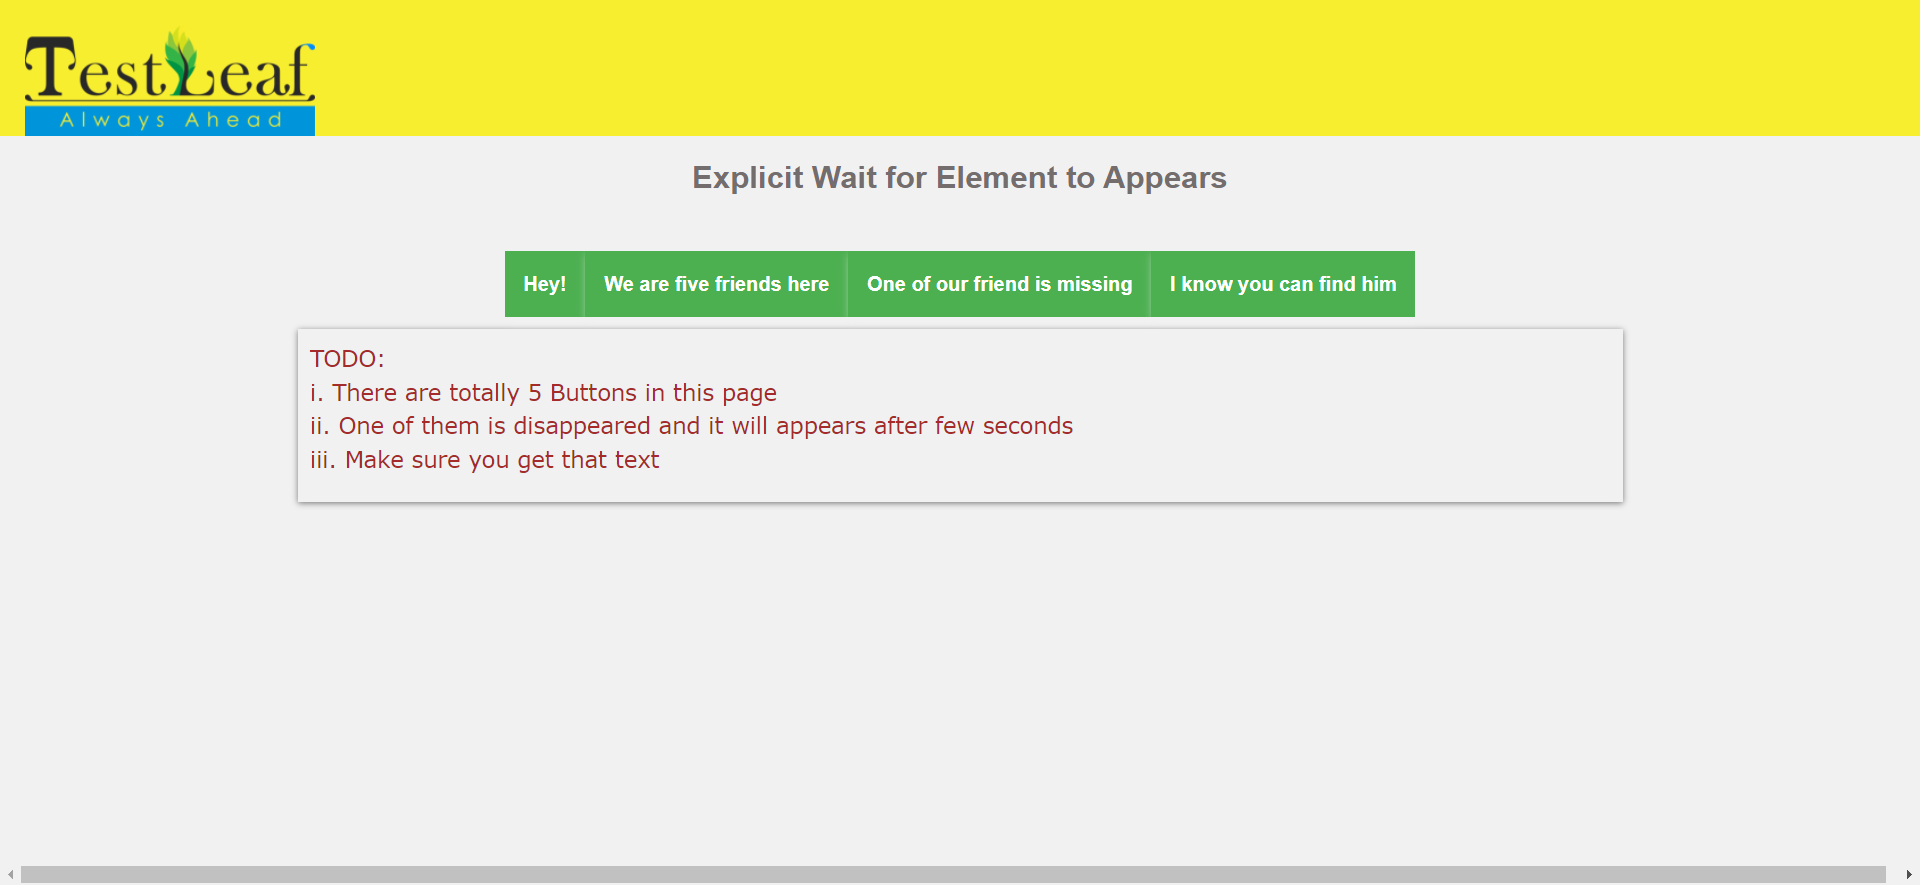 TestLeaf
Always Ahead
Explicit Wait for Element to Appears
Hey! We are five friends here One of our friend is missing I know you can find him
TODO:
i. There are totally 5 Buttons in this page
ii. One of them is disappeared and it will appears after few seconds
iii. Make sure you get that text